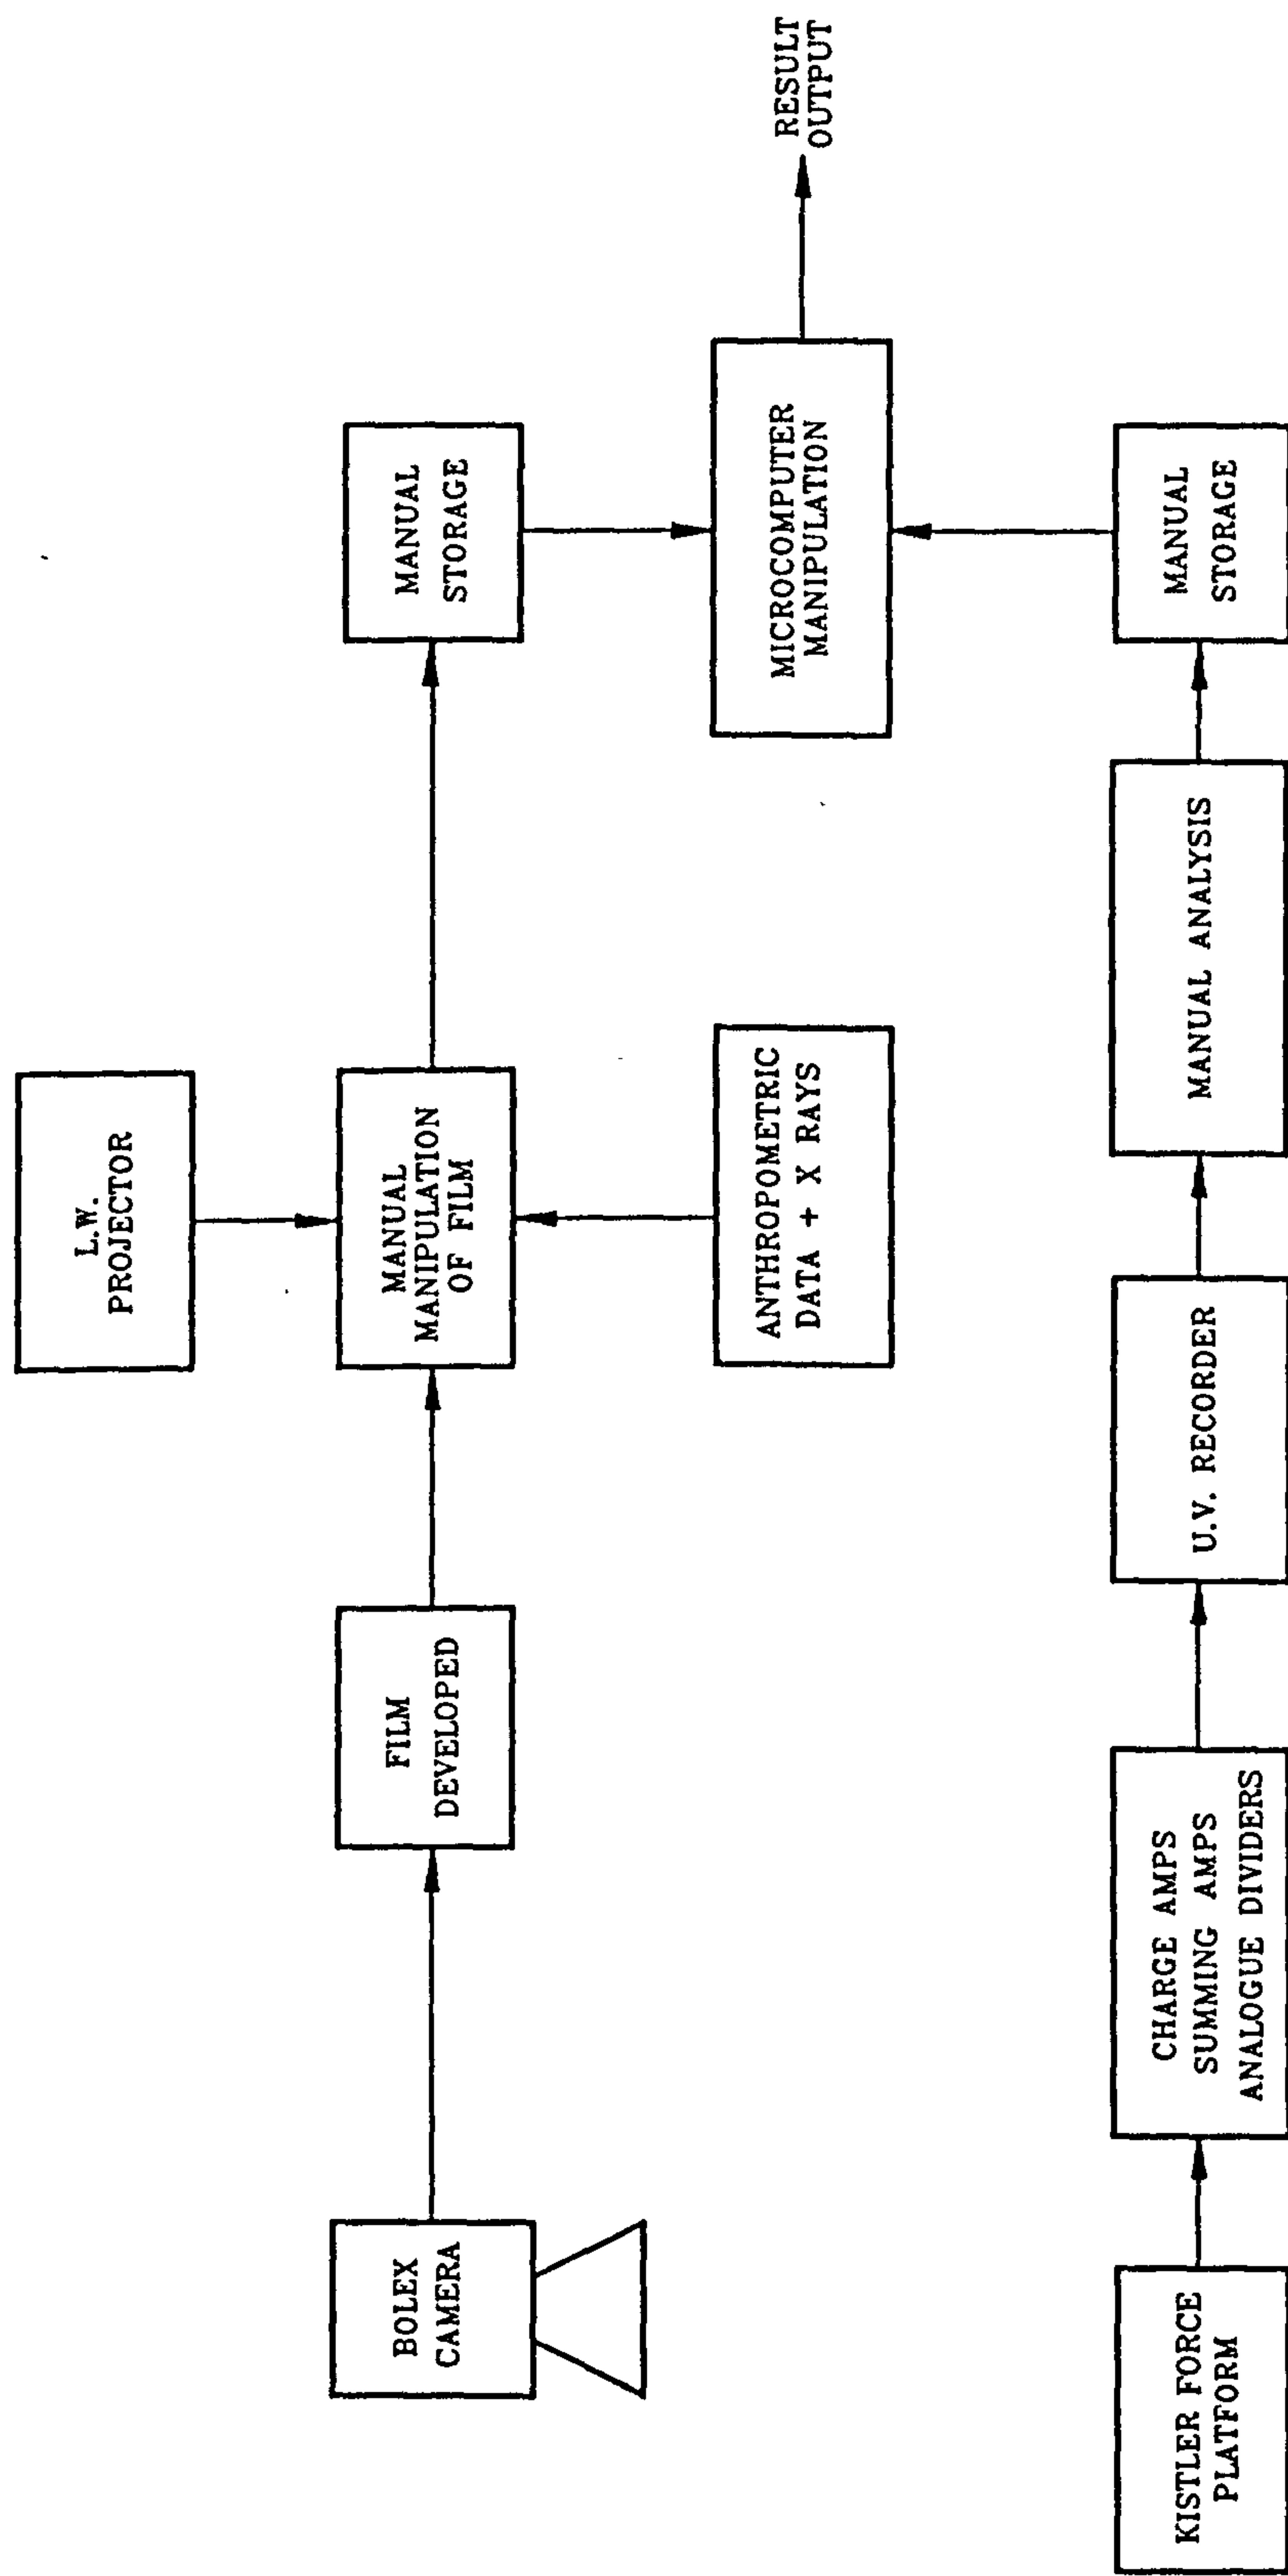 L.W.
PROJECTOR
BOLEX
CAMERA
FILM
DEVELOPED
MANUAL
MANIPULATION
OF FILM
MANUAL
STORAGE
ANTHROPOMETRIC
DATA + X RAYS
MICROCOMPUTER
MANIPULATION
RESULT
OUTPUT
KISTLER FORCE
PLATFORM
CHARGE AMPS
SUMMING AMPS
ANALOGUE DIVIDERS
U.V. RECORDER
MANUAL ANALYSIS
MANUAL
STORAGE